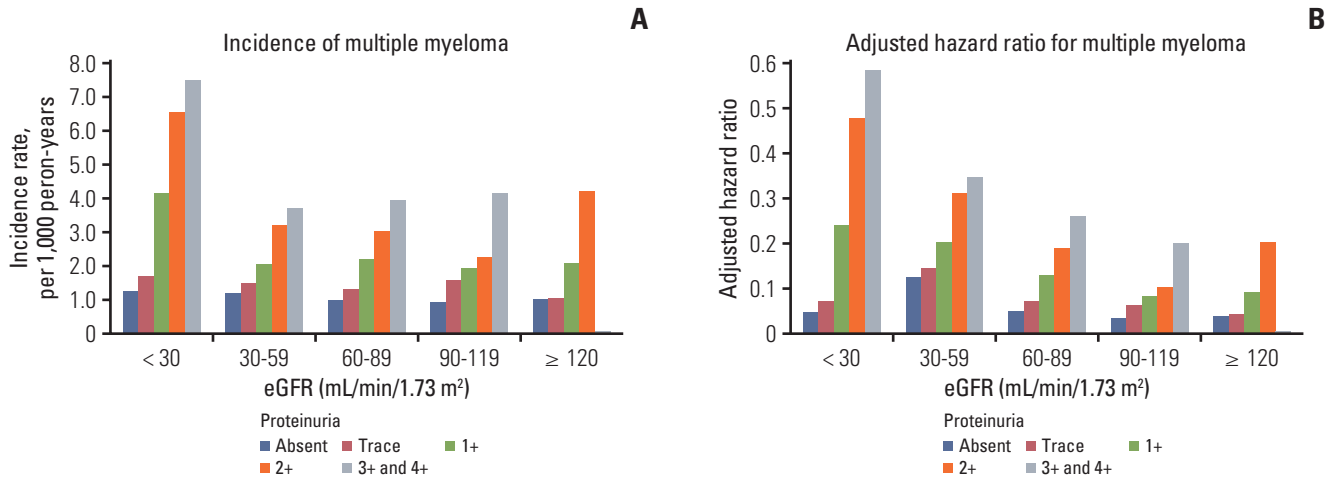 A
Incidence of multiple myeloma
Incidence rate,
per 1,000 peron-years
8.0
7.0
6.0
5.0
4.0
3.0
2.0
1.0
0
< 30 30-59 60-89 90-119 ≥ 120
eGFR (mL/min/1.73 m²)
Proteinuria
Absent Trace 1+
2+ 3+ and 4+
B
Adjusted hazard ratio for multiple myeloma
Adjusted hazard ratio
0.6
0.5
0.4
0.3
0.2
0.1
0
< 30 30-59 60-89 90-119 ≥ 120
eGFR (mL/min/1.73 m²)
Proteinuria
Absent Trace 1+
2+ 3+ and 4+